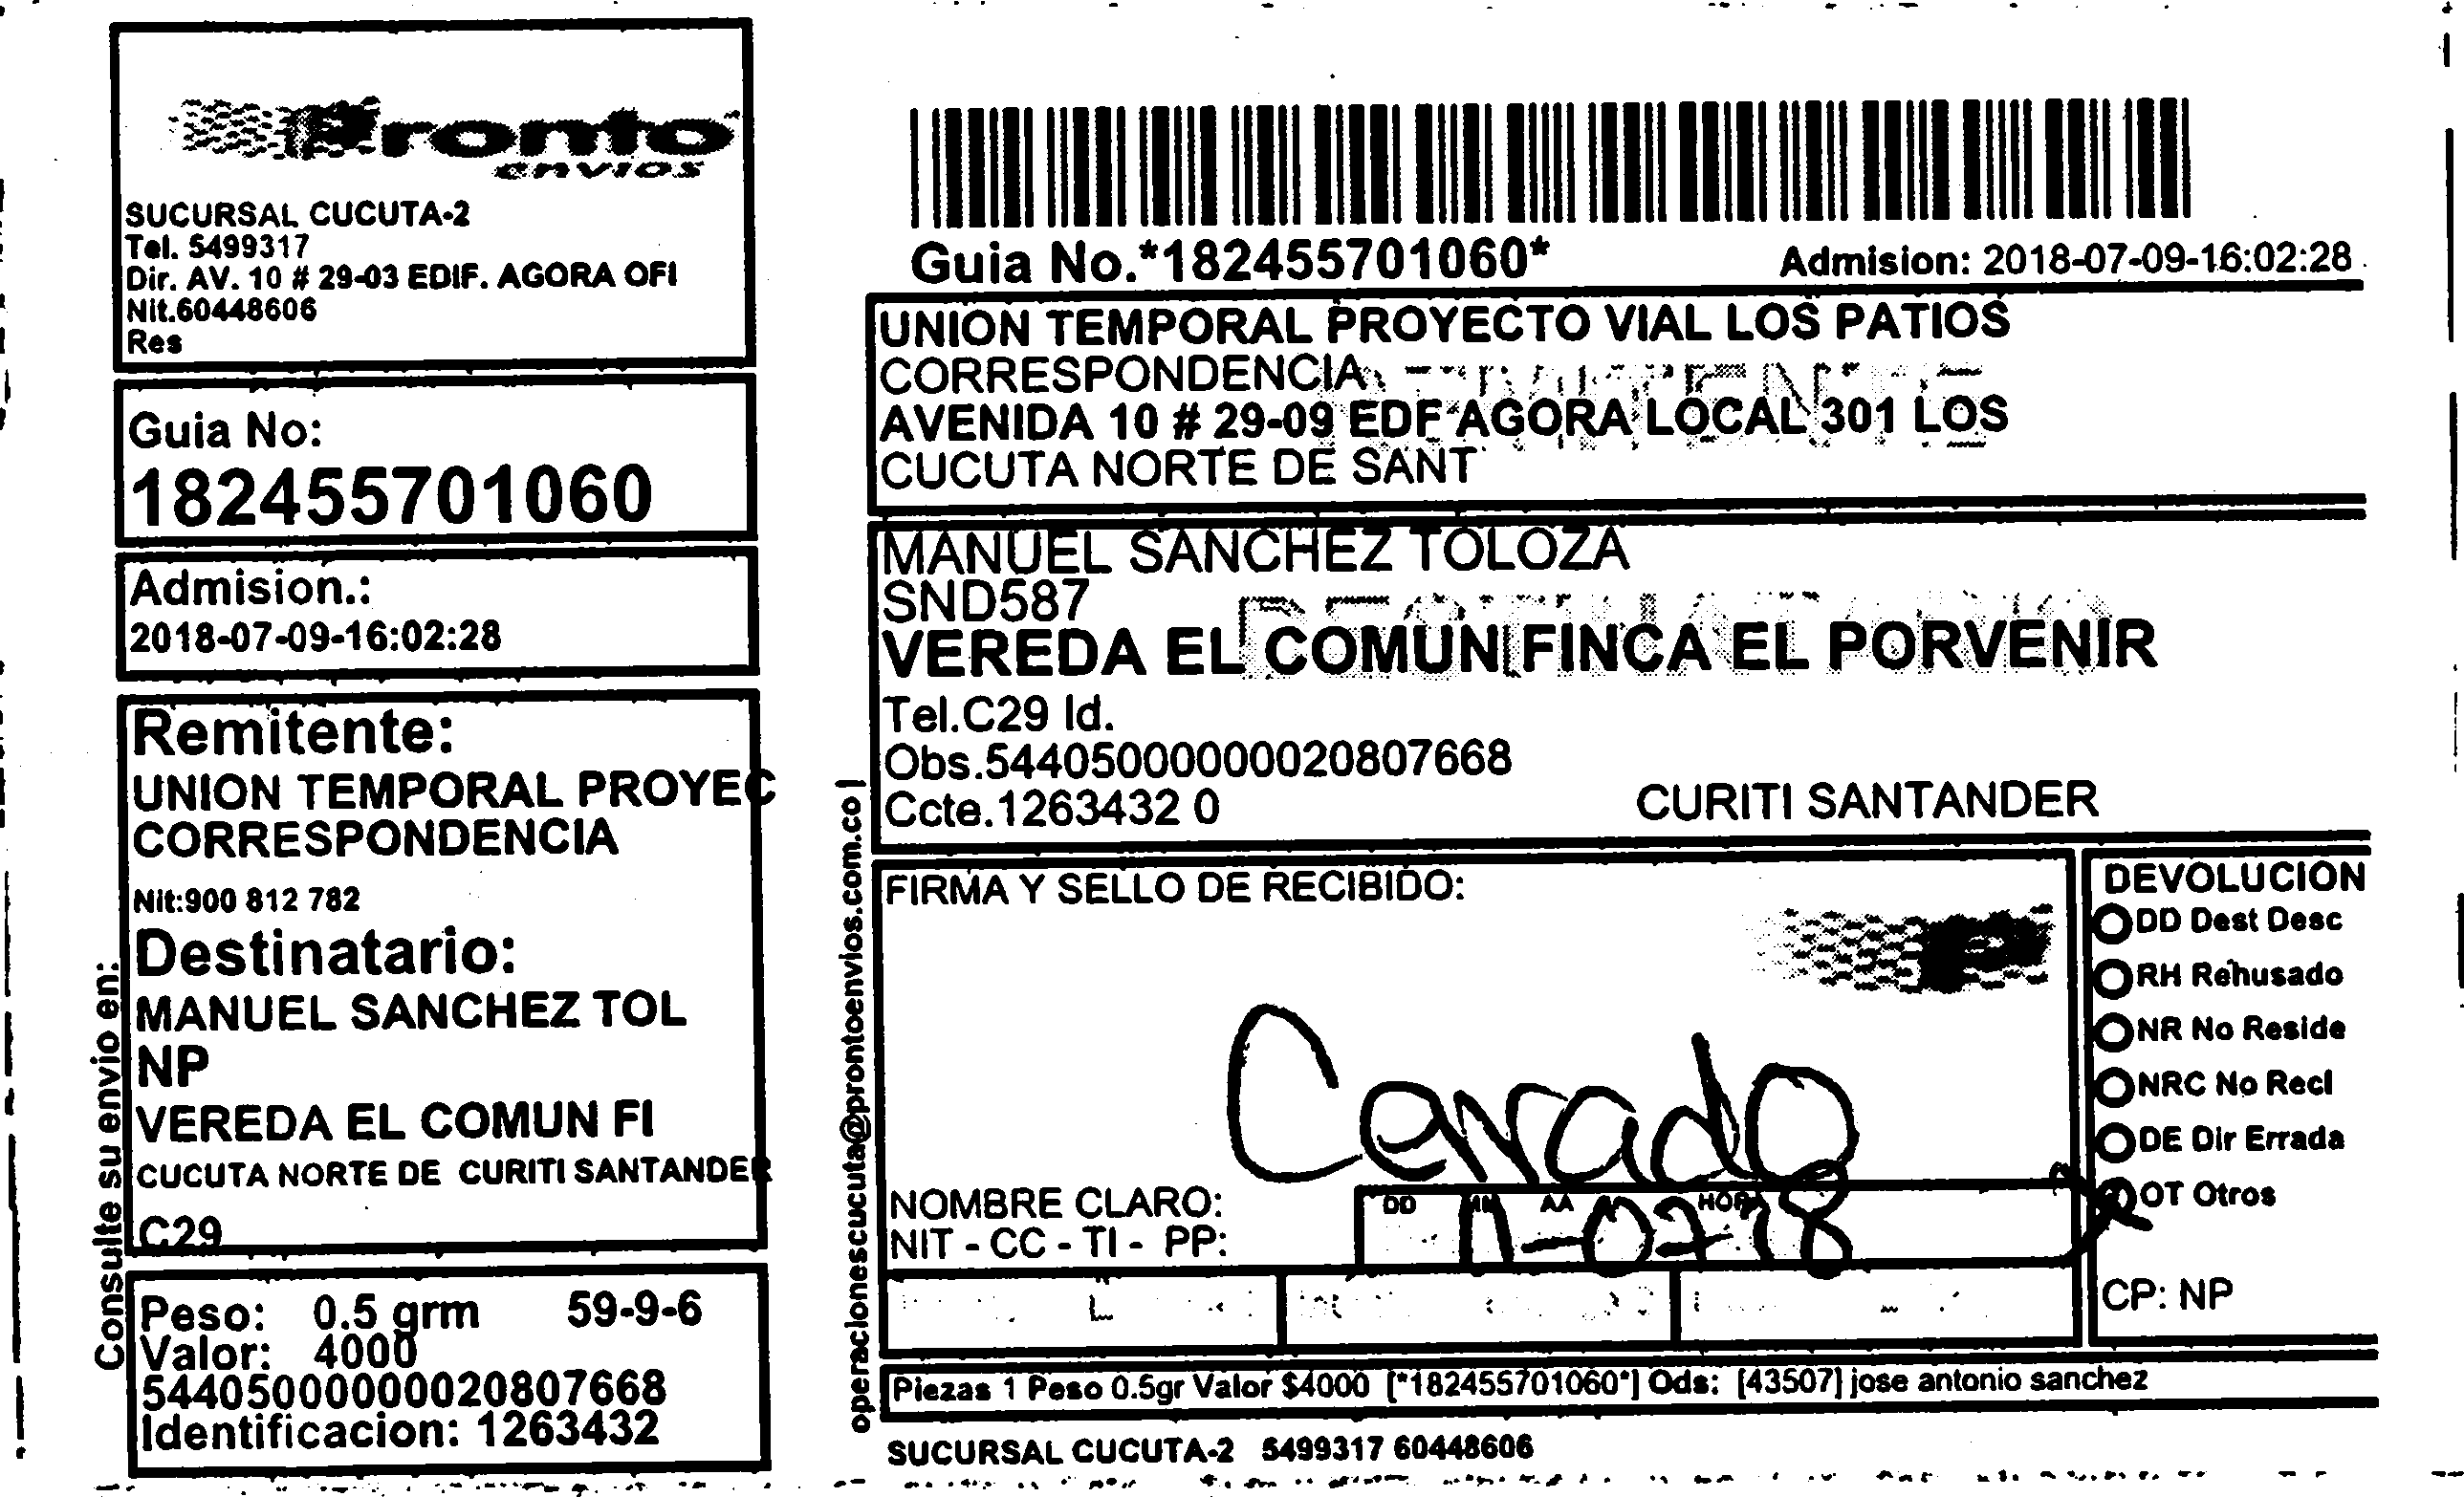 Pronto
envios
SUCURSAL CUCUTA-2
Tel. 5499317
Dir. AV. 10 # 29-03 EDIF. AGORA OFI
Nit.60448606
Res
Guia No:
182455701060
Admision.:
2018-07-09-16:02:28
Remitente:
UNION TEMPORAL PROYEC
CORRESPONDENCIA
Nit:900 812 782
Destinatario:
MANUEL SANCHEZ TOL
NP
VEREDA EL COMUN FI
CUCUTA NORTE DE CURITI SANTANDER
C29
Peso: 0.5 grm 59-9-6
Valor: 4000
544050000000020807668
Identificacion: 1263432
Consulte su envio en:
operacionescucuta@prontoenvios.com.co |
Guia No.*182455701060*
Admision: 2018-07-09-16:02:28
UNION TEMPORAL PROYECTO VIAL LOS PATIOS
CORRESPONDENCIA
REMITENTE
AVENIDA 10 # 29-09 EDF AGORA LOCAL 301 LOS
CUCUTA NORTE DE SANT
MANUEL SANCHEZ TOLOZA
SND587
DESTINATARIO
VEREDA EL COMUN FINCA EL PORVENIR
Tel.C29 Id.
Obs.544050000000020807668
Ccte.1263432 0
CURITI SANTANDER
FIRMA Y SELLO DE RECIBIDO:
Cerrado
NOMBRE CLARO:
NIT - CC - TI - PP:
DD MM AA HORA
11-07-18
DEVOLUCION
DD Dest Desc
RH Rehusado
NR No Reside
NRC No Recl
DE Dir Errada
OT Otros
CP: NP
Piezas 1 Peso 0.5gr Valor $4000 [*182455701060*] Ods: [43507] jose antonio sanchez
SUCURSAL CUCUTA-2 5499317 60448606